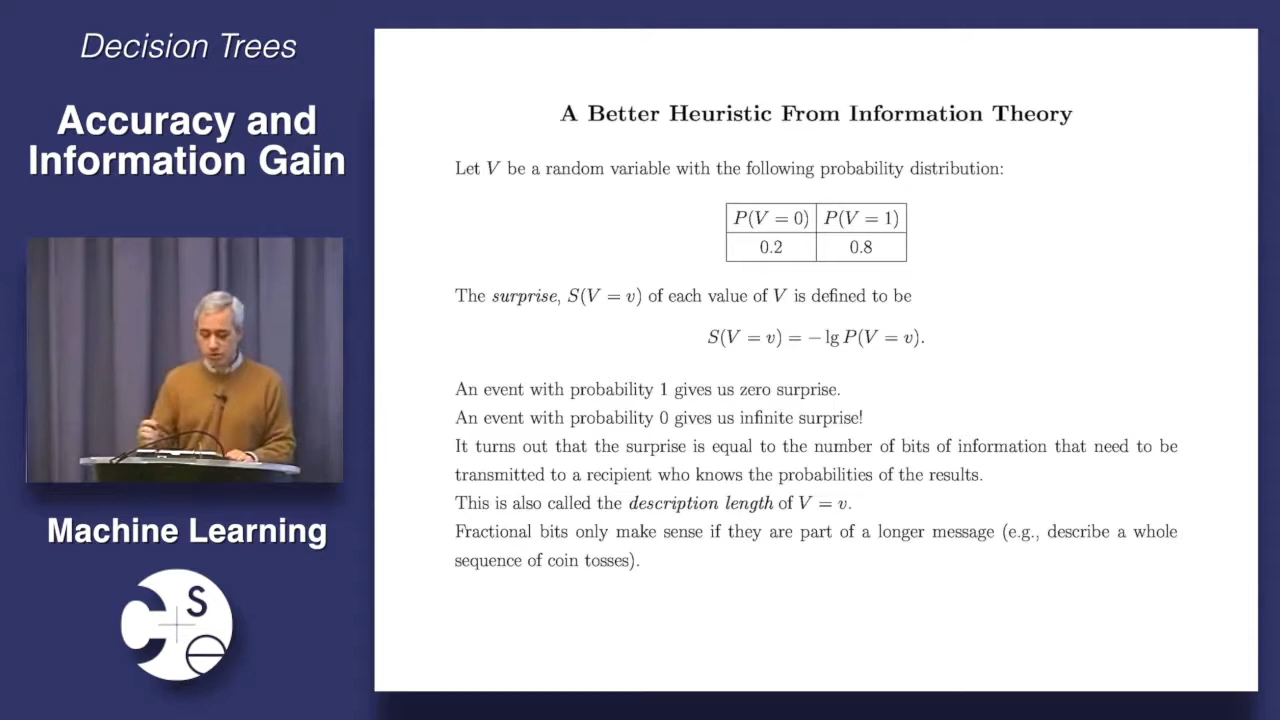 Decision Trees
Accuracy and
Information Gain
Machine Learning
CSe
A Better Heuristic From Information Theory
Let V be a random variable with the following probability distribution:
P(V = 0) P(V = 1)
0.2 0.8
The surprise, S(V = v) of each value of V is defined to be
S(V = v) = − lg P(V = v).
An event with probability 1 gives us zero surprise.
An event with probability 0 gives us infinite surprise!
It turns out that the surprise is equal to the number of bits of information that need to be
transmitted to a recipient who knows the probabilities of the results.
This is also called the description length of V = v.
Fractional bits only make sense if they are part of a longer message (e.g., describe a whole
sequence of coin tosses).